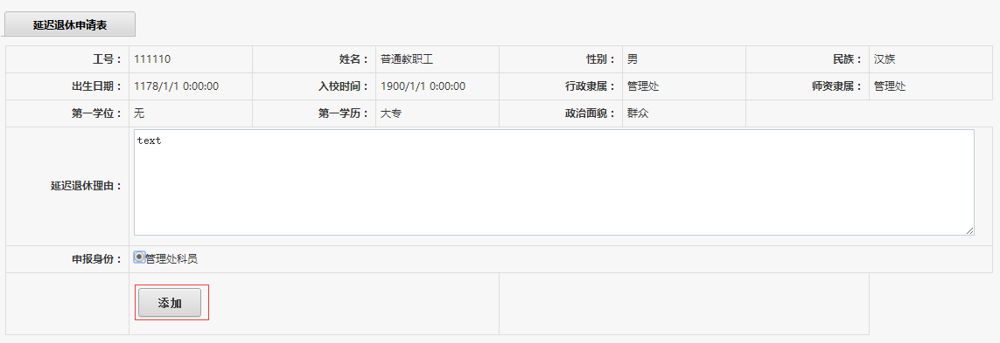 延迟退休申请表
工号： 111110 姓名： 普通教职工 性别： 男 民族： 汉族
出生日期： 1178/1/1 0:00:00 入校时间： 1900/1/1 0:00:00 行政隶属： 管理处 师资隶属： 管理处
第一学位： 无 第一学历： 大专 政治面貌： 群众
text
延迟退休理由：
申报身份： 管理处科员
添加